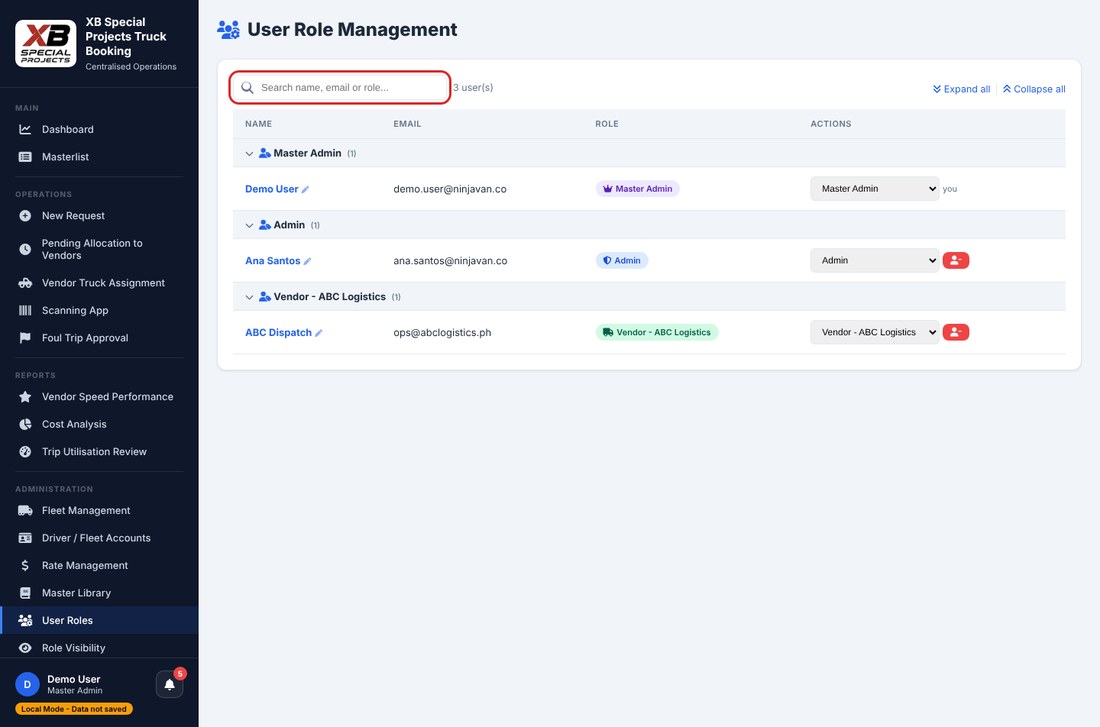 XB
SPECIAL
PROJECTS
XB Special
Projects Truck
Booking
Centralised Operations
MAIN
Dashboard
Masterlist
OPERATIONS
New Request
Pending Allocation to
Vendors
Vendor Truck Assignment
Scanning App
Foul Trip Approval
REPORTS
Vendor Speed Performance
Cost Analysis
Trip Utilisation Review
ADMINISTRATION
Fleet Management
Driver / Fleet Accounts
Rate Management
Master Library
User Roles
Role Visibility
D
Demo User
Master Admin
5
Local Mode - Data not saved
User Role Management
Search name, email or role...
3 user(s)
Expand all
Collapse all
NAME EMAIL ROLE ACTIONS
Master Admin (1)
Demo User demo.user@ninjavan.co Master Admin Master Admin you
Admin (1)
Ana Santos ana.santos@ninjavan.co Admin Admin
Vendor - ABC Logistics (1)
ABC Dispatch ops@abclogistics.ph Vendor - ABC Logistics Vendor - ABC Logistics